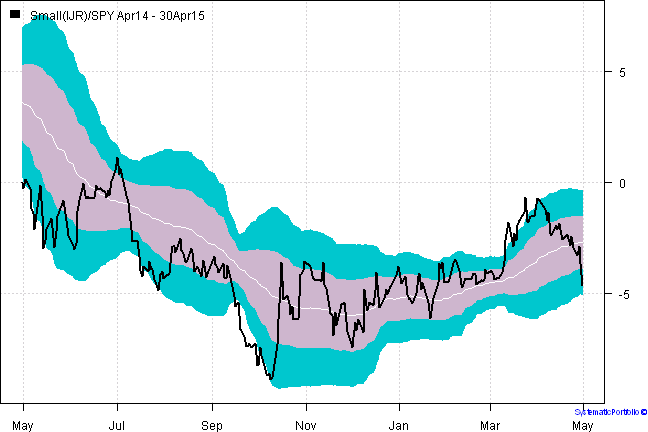 Small(IJR)/SPY Apr14 - 30Apr15
5
0
-5
SystematicPortfolio ©
May Jul Sep Nov Jan Mar May